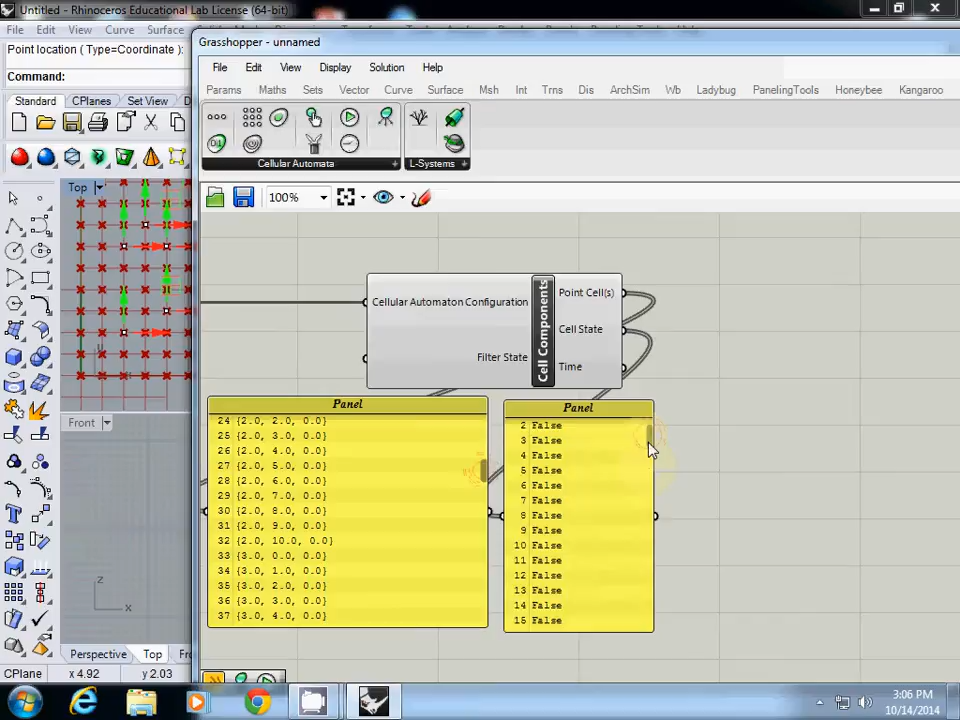 Untitled - Rhinoceros Educational Lab License (64-bit)
File Edit View Curve Surface
Point location ( Type=Coordinate ):
Command:
Standard CPlanes Set View
Top
Front
Perspective Top
CPlane x 4.92 y 2.03
Grasshopper - unnamed
File Edit View Display Solution Help
Params Maths Sets Vector Curve Surface Msh Int Trns Dis ArchSim Wb Ladybug PanelingTools Honeybee Kangaroo
Cellular Automata
L-Systems
100%
Cellular Automaton Configuration
Filter State
Cell Components
Point Cell(s)
Cell State
Time
Panel
24 {2.0, 2.0, 0.0}
25 {2.0, 3.0, 0.0}
26 {2.0, 4.0, 0.0}
27 {2.0, 5.0, 0.0}
28 {2.0, 6.0, 0.0}
29 {2.0, 7.0, 0.0}
30 {2.0, 8.0, 0.0}
31 {2.0, 9.0, 0.0}
32 {2.0, 10.0, 0.0}
33 {3.0, 0.0, 0.0}
34 {3.0, 1.0, 0.0}
35 {3.0, 2.0, 0.0}
36 {3.0, 3.0, 0.0}
37 {3.0, 4.0, 0.0}
Panel
2 False
3 False
4 False
5 False
6 False
7 False
8 False
9 False
10 False
11 False
12 False
13 False
14 False
15 False
z
x
3:06 PM
10/14/2014